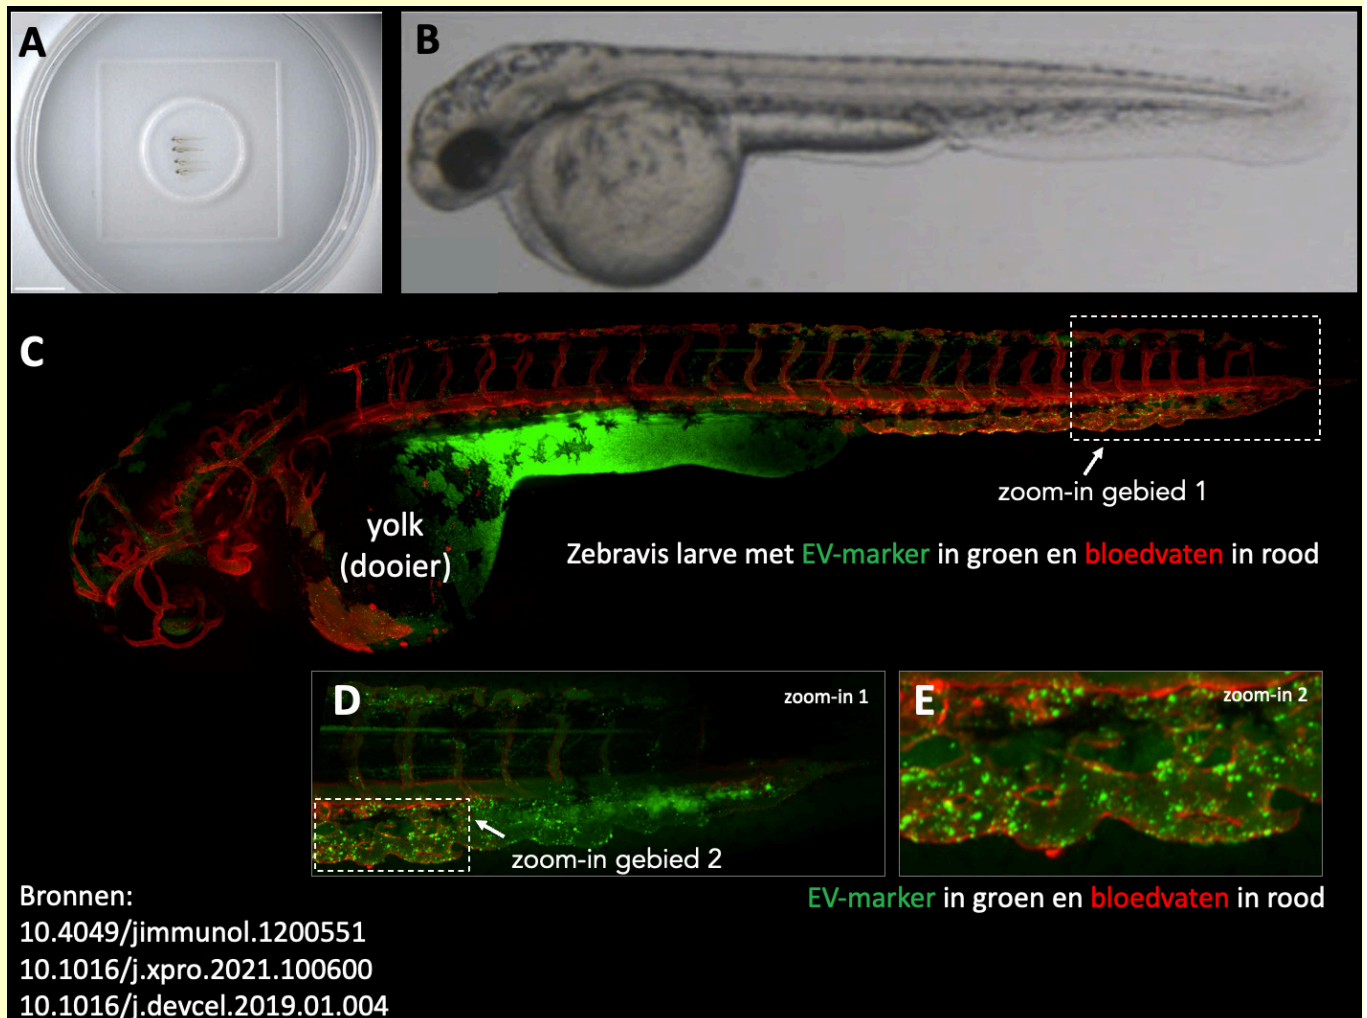 A
B
C
zoom-in gebied 1
yolk
(dooier)
Zebravis larve met EV-marker in groen en bloedvaten in rood
D
zoom-in 1
zoom-in gebied 2
E
zoom-in 2
EV-marker in groen en bloedvaten in rood
Bronnen:
10.4049/jimmunol.1200551
10.1016/j.xpro.2021.100600
10.1016/j.devcel.2019.01.004